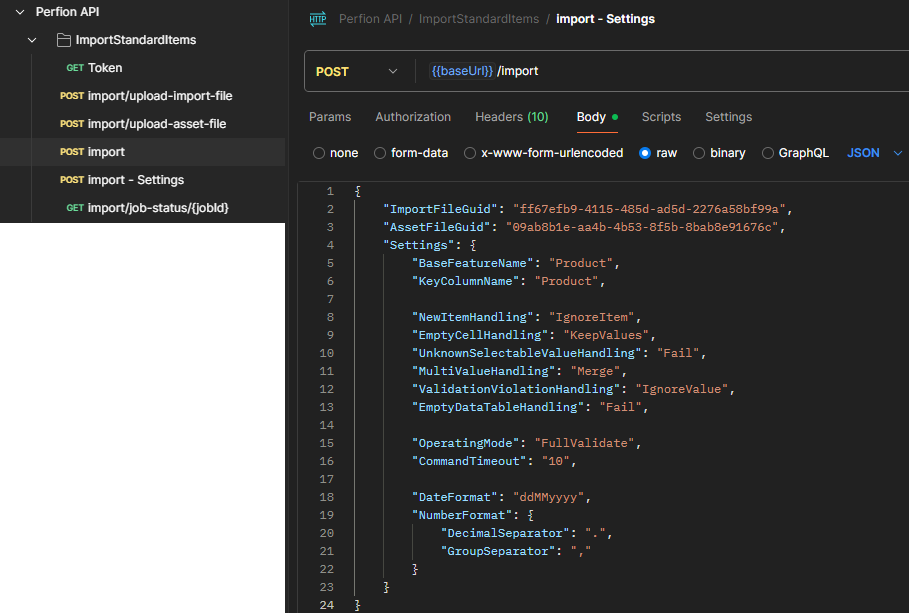 Perfion API
ImportStandardItems
GET Token
POST import/upload-import-file
POST import/upload-asset-file
POST import
POST import - Settings
GET import/job-status/{jobId}
HTTP Perfion API / ImportStandardItems / import - Settings
POST {{baseUrl}} /import
Params Authorization Headers (10) Body Scripts Settings
none form-data x-www-form-urlencoded raw binary GraphQL JSON
1 {
2 "ImportFileGuid": "ff67efb9-4115-485d-ad5d-2276a58bf99a",
3 "AssetFileGuid": "09ab8b1e-aa4b-4b53-8f5b-8bab8e91676c",
4 "Settings": {
5 "BaseFeatureName": "Product",
6 "KeyColumnName": "Product",
7
8 "NewItemHandling": "IgnoreItem",
9 "EmptyCellHandling": "KeepValues",
10 "UnknownSelectableValueHandling": "Fail",
11 "MultiValueHandling": "Merge",
12 "ValidationViolationHandling": "IgnoreValue",
13 "EmptyDataTableHandling": "Fail",
14
15 "OperatingMode": "FullValidate",
16 "CommandTimeout": "10",
17
18 "DateFormat": "ddMMyyyy",
19 "NumberFormat": {
20 "DecimalSeparator": ".",
21 "GroupSeparator": ","
22 }
23 }
24 }